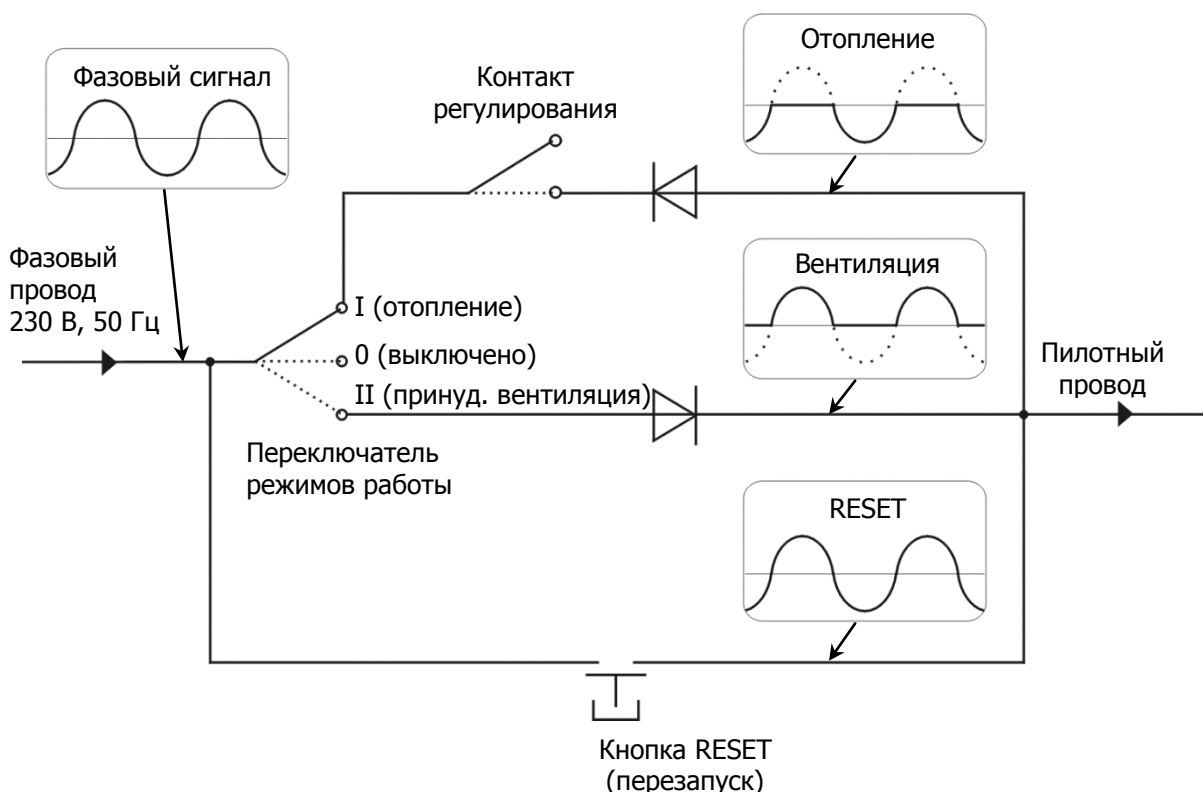 Фазовый сигнал
Контакт
регулирования
Отопление
Фазовый
провод
230 В, 50 Гц
I (отопление)
0 (выключено)
II (принуд. вентиляция)
Переключатель
режимов работы
Вентиляция
Пилотный
провод
RESET
Кнопка RESET
(перезапуск)